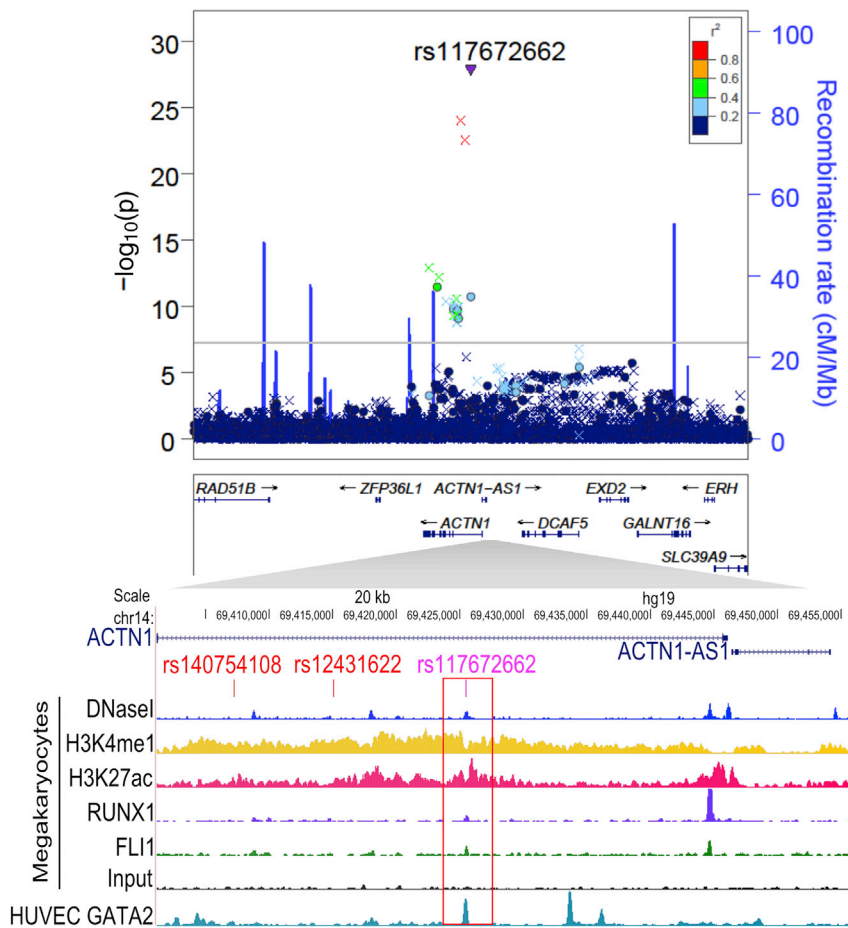 rs117672662
r²
0.8
0.6
0.4
0.2
30
25
20
15
10
5
0
−log₁₀(p)
100
80
60
40
20
0
Recombination rate (cM/Mb)
RAD51B → ← ZFP36L1 ACTN1−AS1 → EXD2 → ← ERH
← ACTN1 ← DCAF5 GALNT16 →
SLC39A9 →
Scale 20 kb hg19
chr14: 69,410,000 69,415,000 69,420,000 69,425,000 69,430,000 69,435,000 69,440,000 69,445,000 69,450,000 69,455,000
ACTN1
ACTN1-AS1
rs140754108 rs12431622 rs117672662
Megakaryocytes
DNaseI
H3K4me1
H3K27ac
RUNX1
FLI1
Input
HUVEC GATA2